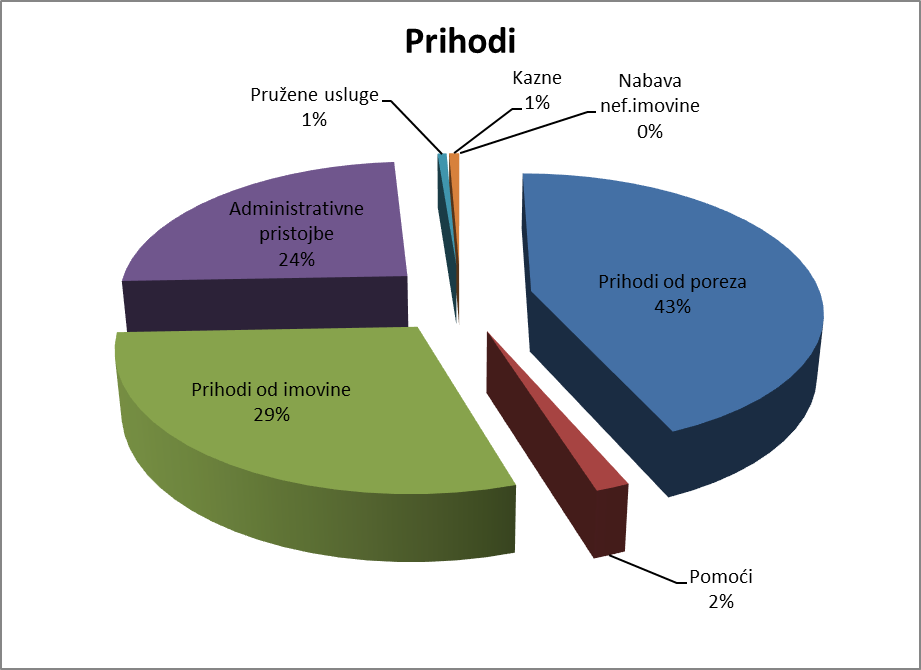 Prihodi
Pružene usluge
1%
Kazne
1%
Nabava
nef.imovine
0%
Administrativne
pristojbe
24%
Prihodi od poreza
43%
Prihodi od imovine
29%
Pomoći
2%